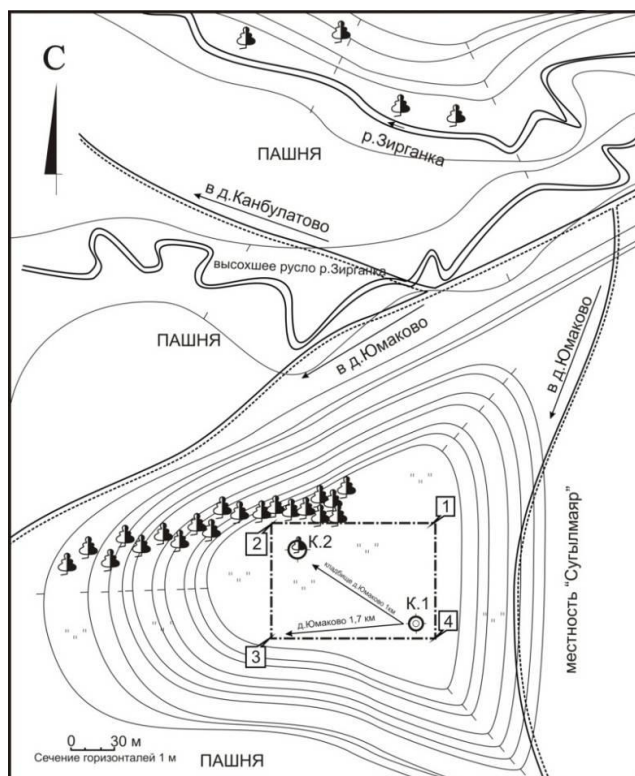 С
р.Зирганка
ПАШНЯ
в д.Канбулатово
высохшее русло р.Зирганка
ПАШНЯ
в д.Юмаково
в д.Юмаково
местность “Сугылмаяр”
1
2
К.2
кладбище д.Юмаково 1км
К.1
д.Юмаково 1,7 км
4
3
0 30 м
Сечение горизонталей 1 м
ПАШНЯ